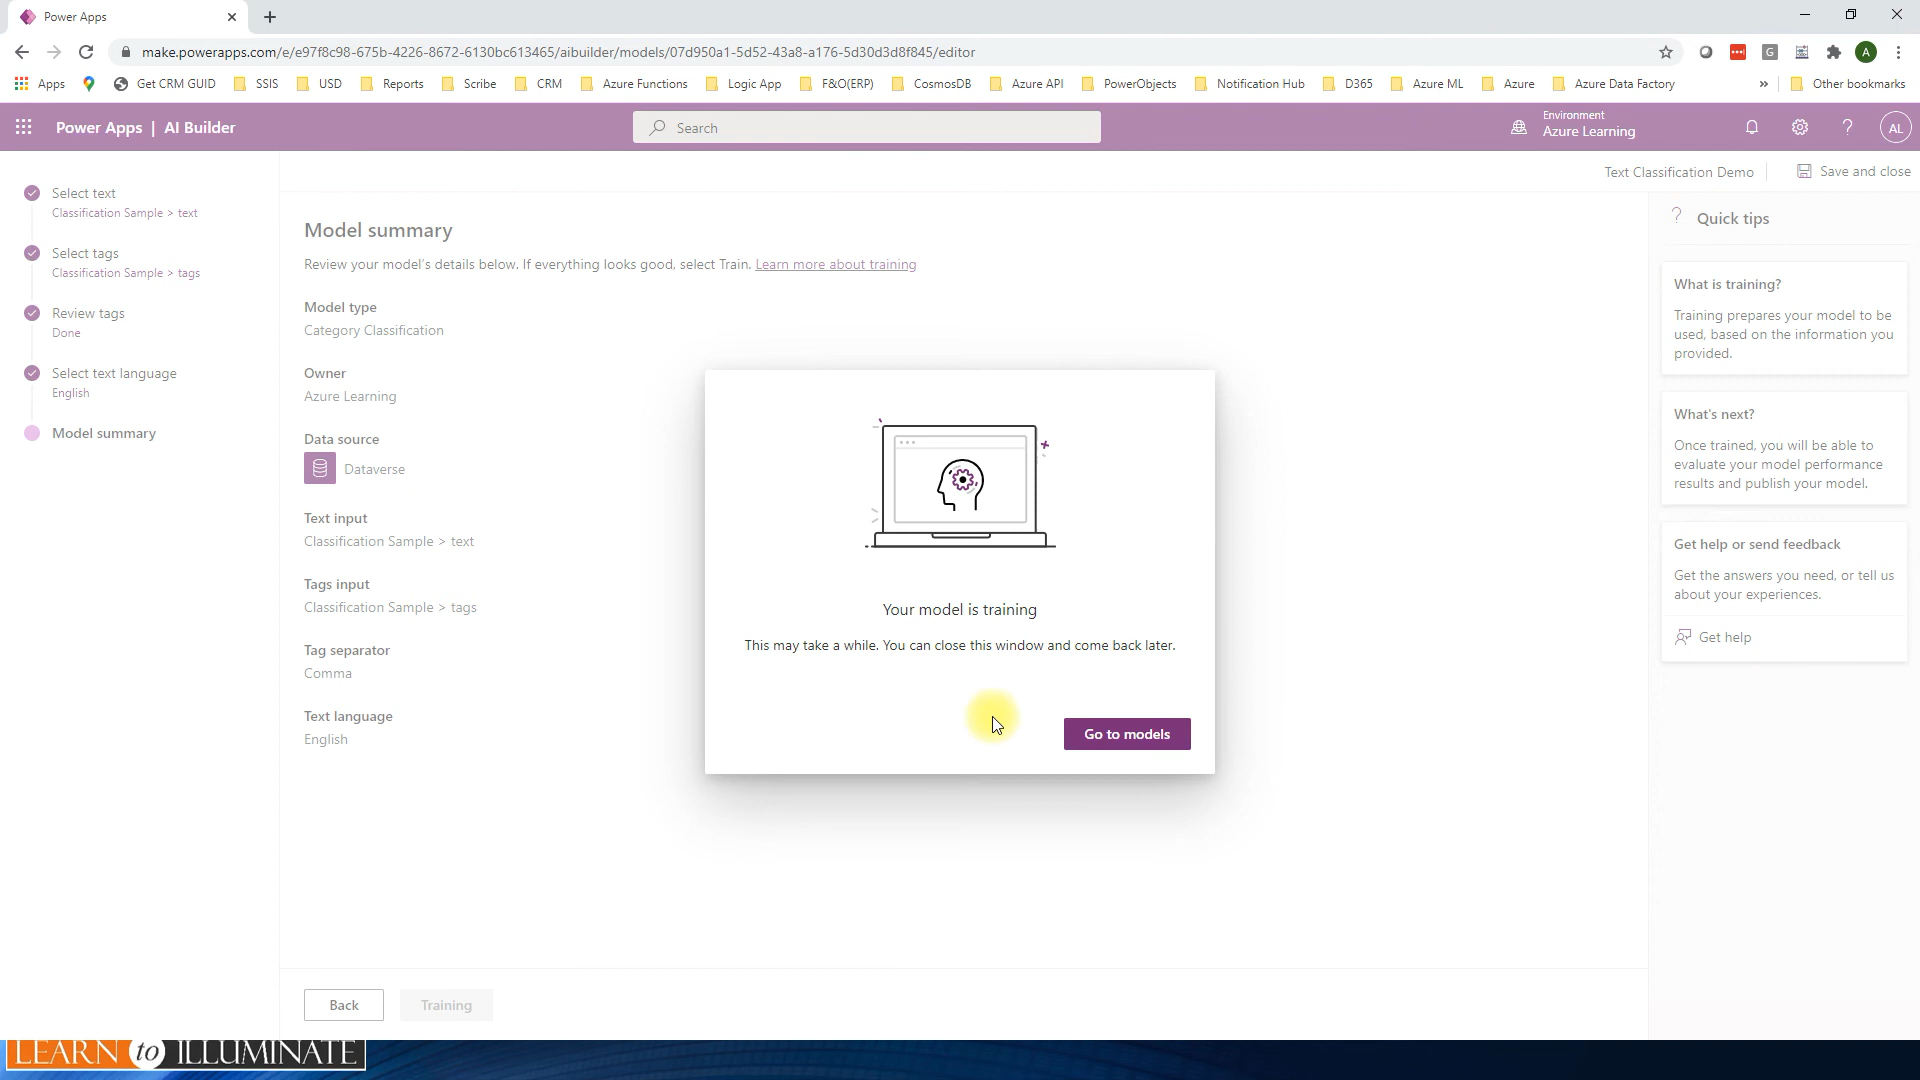 Power Apps
make.powerapps.com/e/e97f8c98-675b-4226-8672-6130bc613465/aibuilder/models/07d950a1-5d52-43a8-a176-5d30d3d8f845/editor
Apps Get CRM GUID SSIS USD Reports Scribe CRM Azure Functions Logic App F&O(ERP) CosmosDB Azure API PowerObjects Notification Hub D365 Azure ML Azure Azure Data Factory » Other bookmarks
Power Apps | AI Builder
Search
Environment
Azure Learning
AL
Text Classification Demo
Save and close
Select text
Classification Sample > text
Select tags
Classification Sample > tags
Review tags
Done
Select text language
English
Model summary
Model summary
Review your model's details below. If everything looks good, select Train. Learn more about training
Model type
Category Classification
Owner
Azure Learning
Data source
Dataverse
Text input
Classification Sample > text
Tags input
Classification Sample > tags
Tag separator
Comma
Text language
English
Your model is training
This may take a while. You can close this window and come back later.
Go to models
Quick tips
What is training?
Training prepares your model to be
used, based on the information you
provided.
What's next?
Once trained, you will be able to
evaluate your model performance
results and publish your model.
Get help or send feedback
Get the answers you need, or tell us
about your experiences.
Get help
Back
Training
LEARN to ILLUMINATE